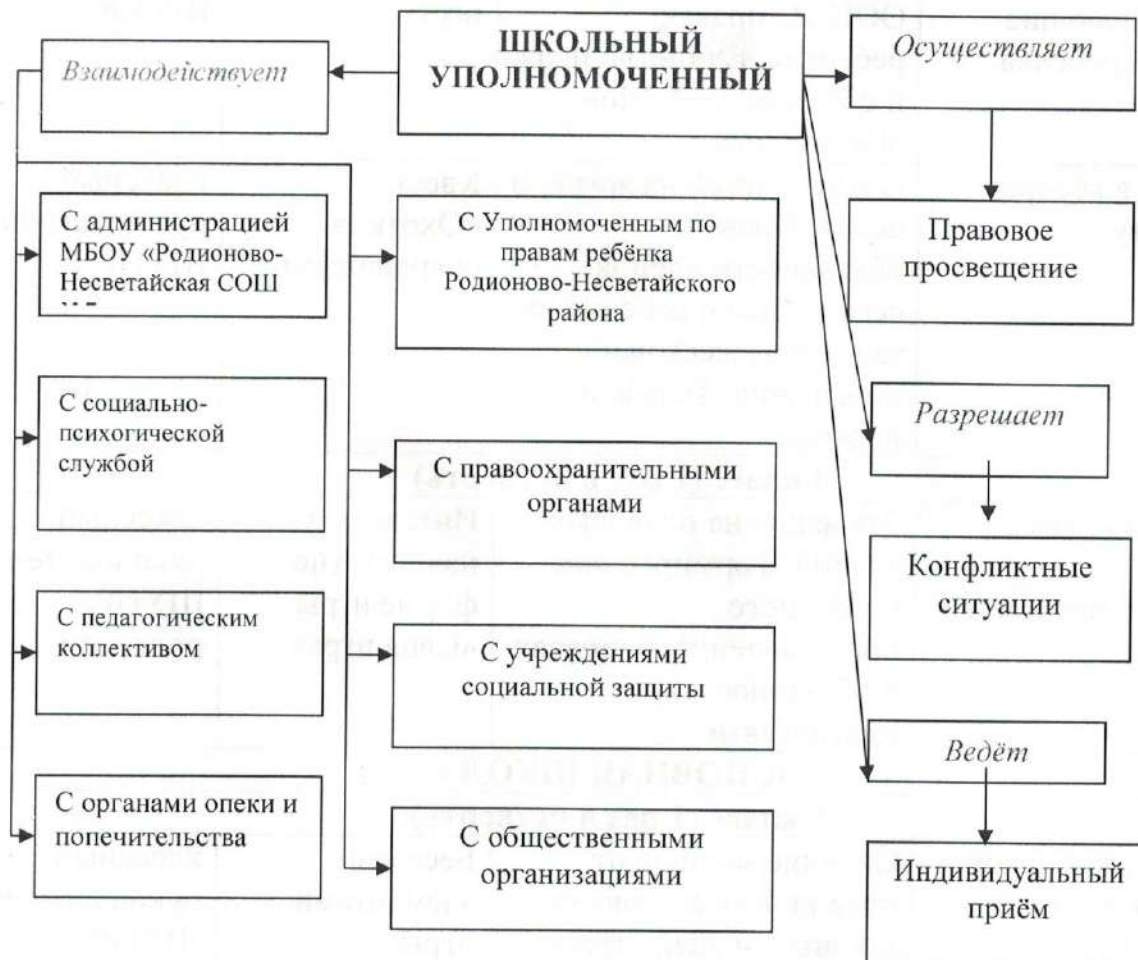 ШКОЛЬНЫЙ
УПОЛНОМОЧЕННЫЙ
Взаимодействует
С администрацией
МБОУ «Родионово-
Несветайская СОШ
С социально-
психогической
службой
С педагогическим
коллективом
С органами опеки и
попечительства
С Уполномоченным по
правам ребёнка
Родионово-Несветайского
района
С правоохранительными
органами
С учреждениями
социальной защиты
С общественными
организациями
Осуществляет
Правовое
просвещение
Разрешает
Конфликтные
ситуации
Ведёт
Индивидуальный
приём